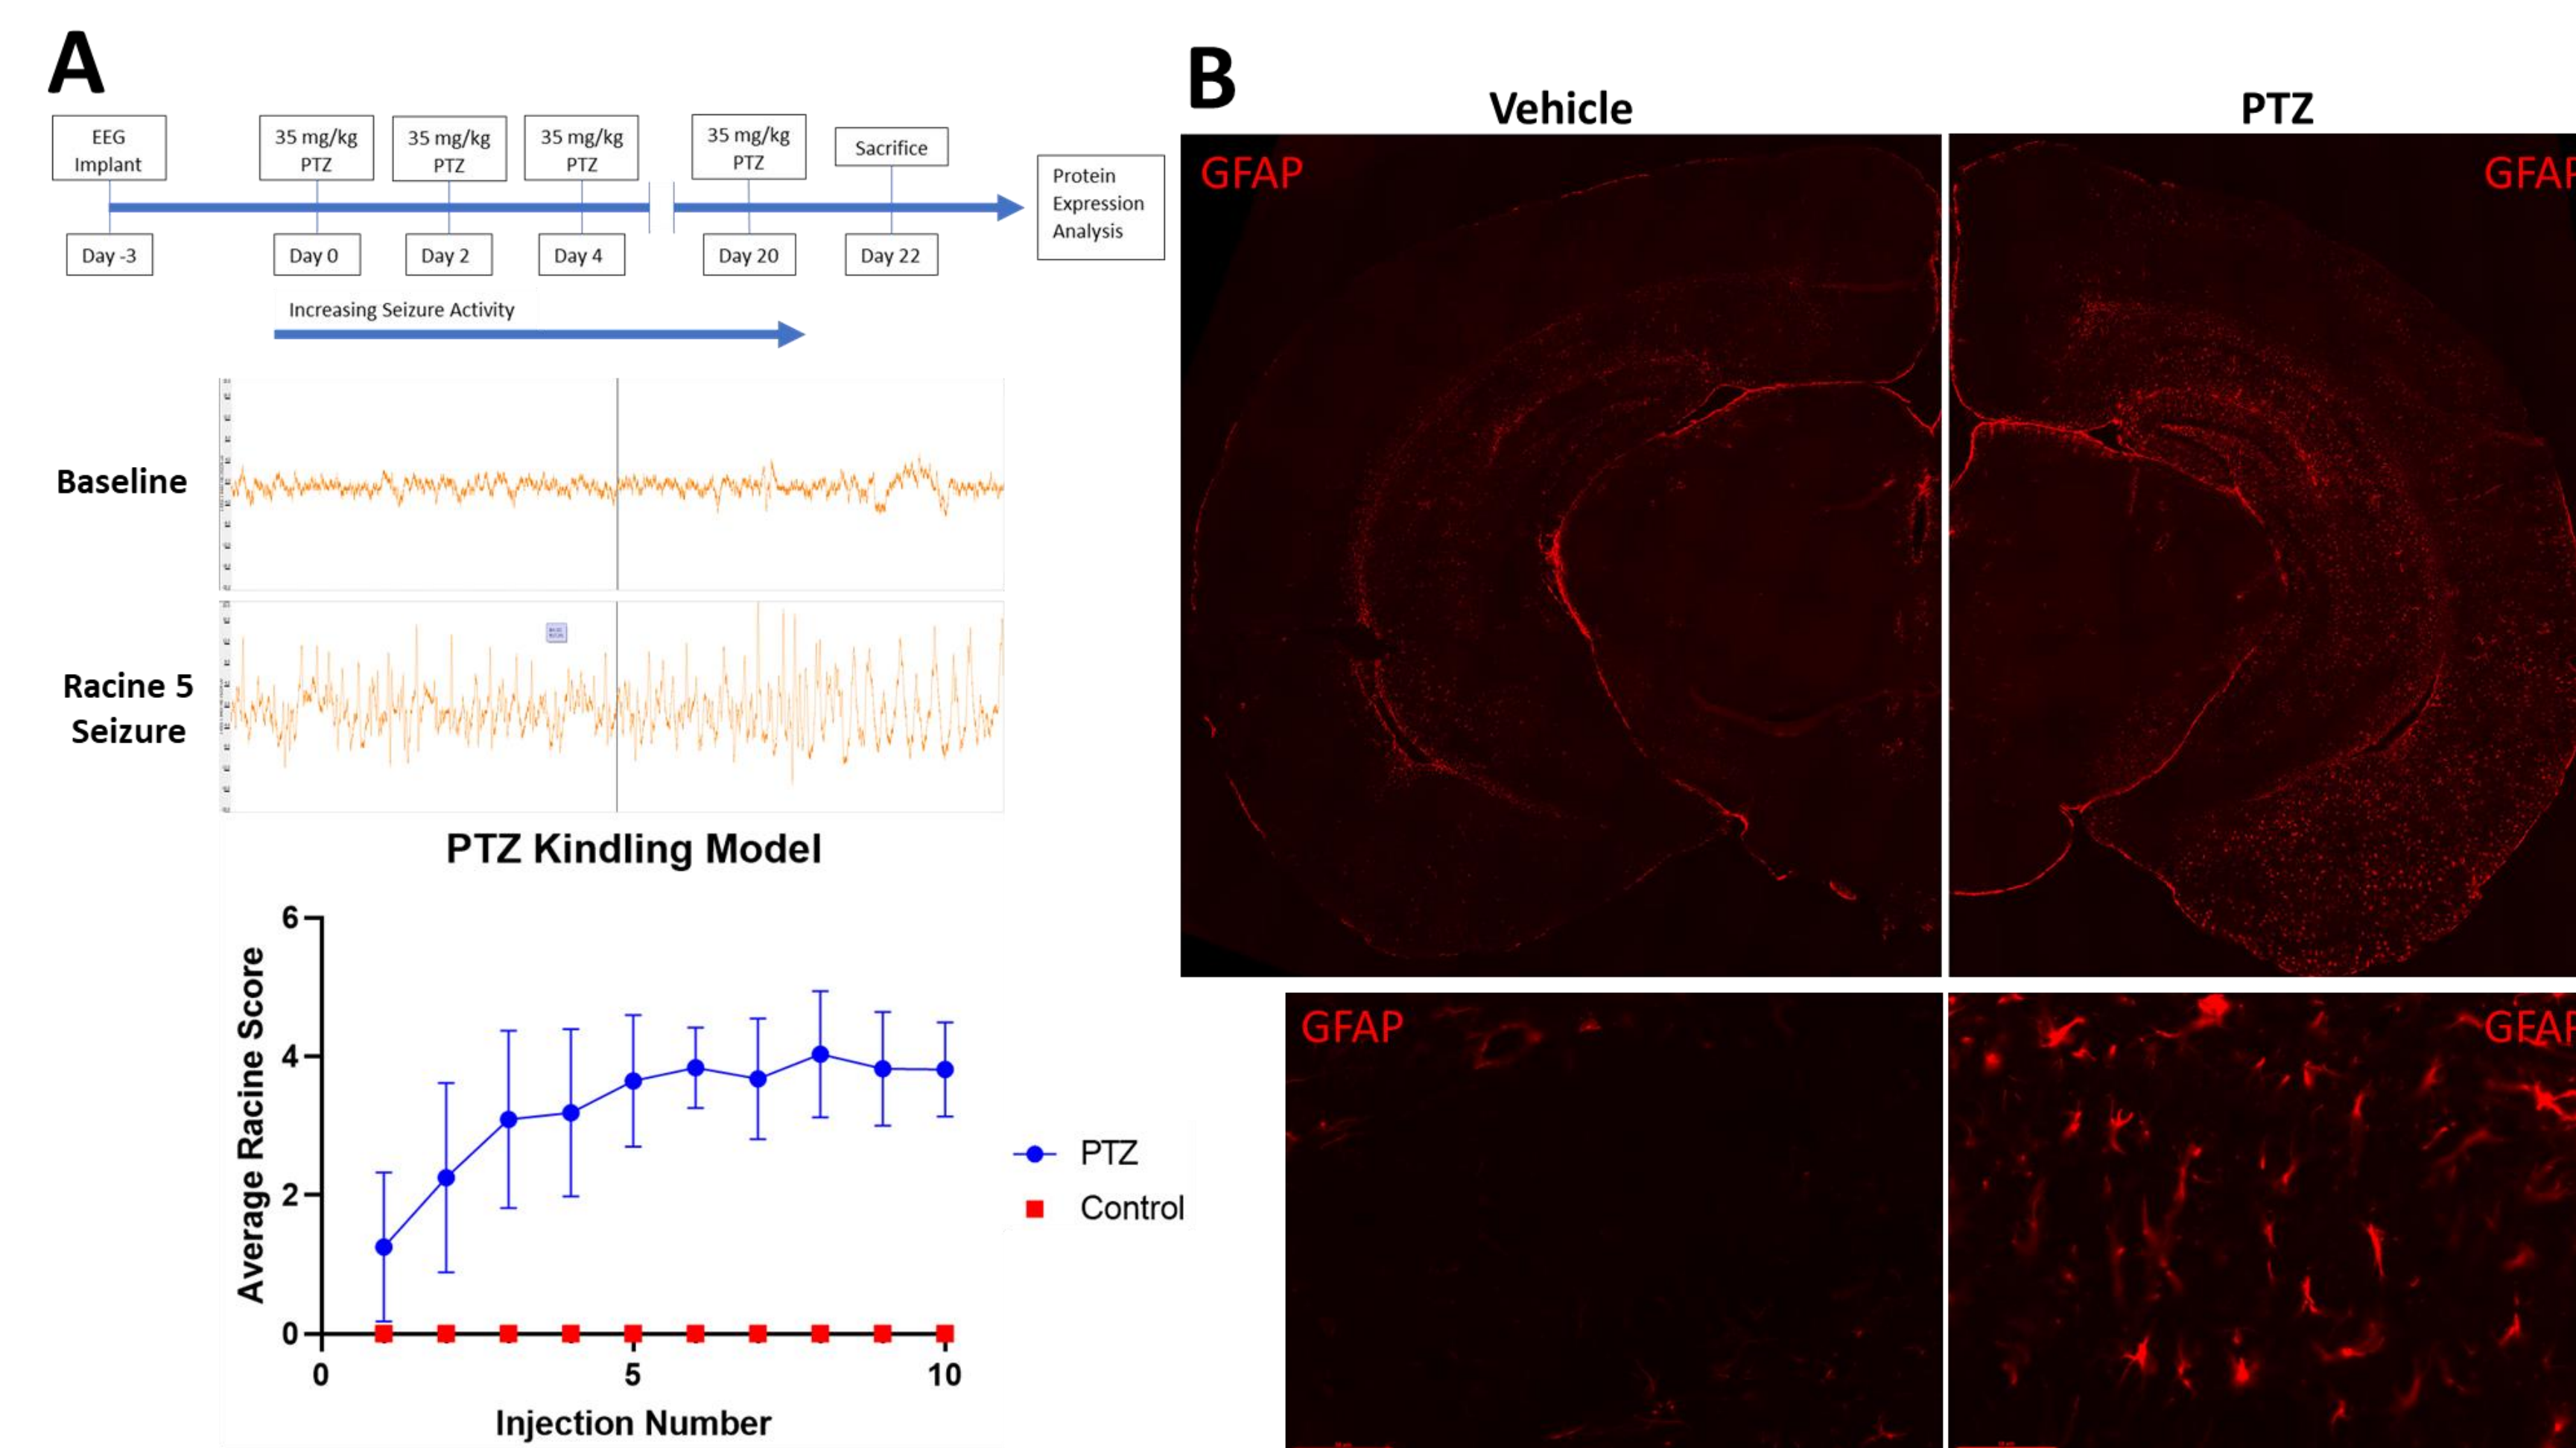 A
EEG
Implant
35 mg/kg
PTZ
35 mg/kg
PTZ
35 mg/kg
PTZ
35 mg/kg
PTZ
Sacrifice
Protein
Expression
Analysis
Day -3
Day 0
Day 2
Day 4
Day 20
Day 22
Increasing Seizure Activity
Baseline
Racine 5
Seizure
PTZ Kindling Model
Average Racine Score
6
4
2
0
0
5
10
Injection Number
PTZ
Control
B
Vehicle
PTZ
GFAP
GFAP
GFAP
GFAP